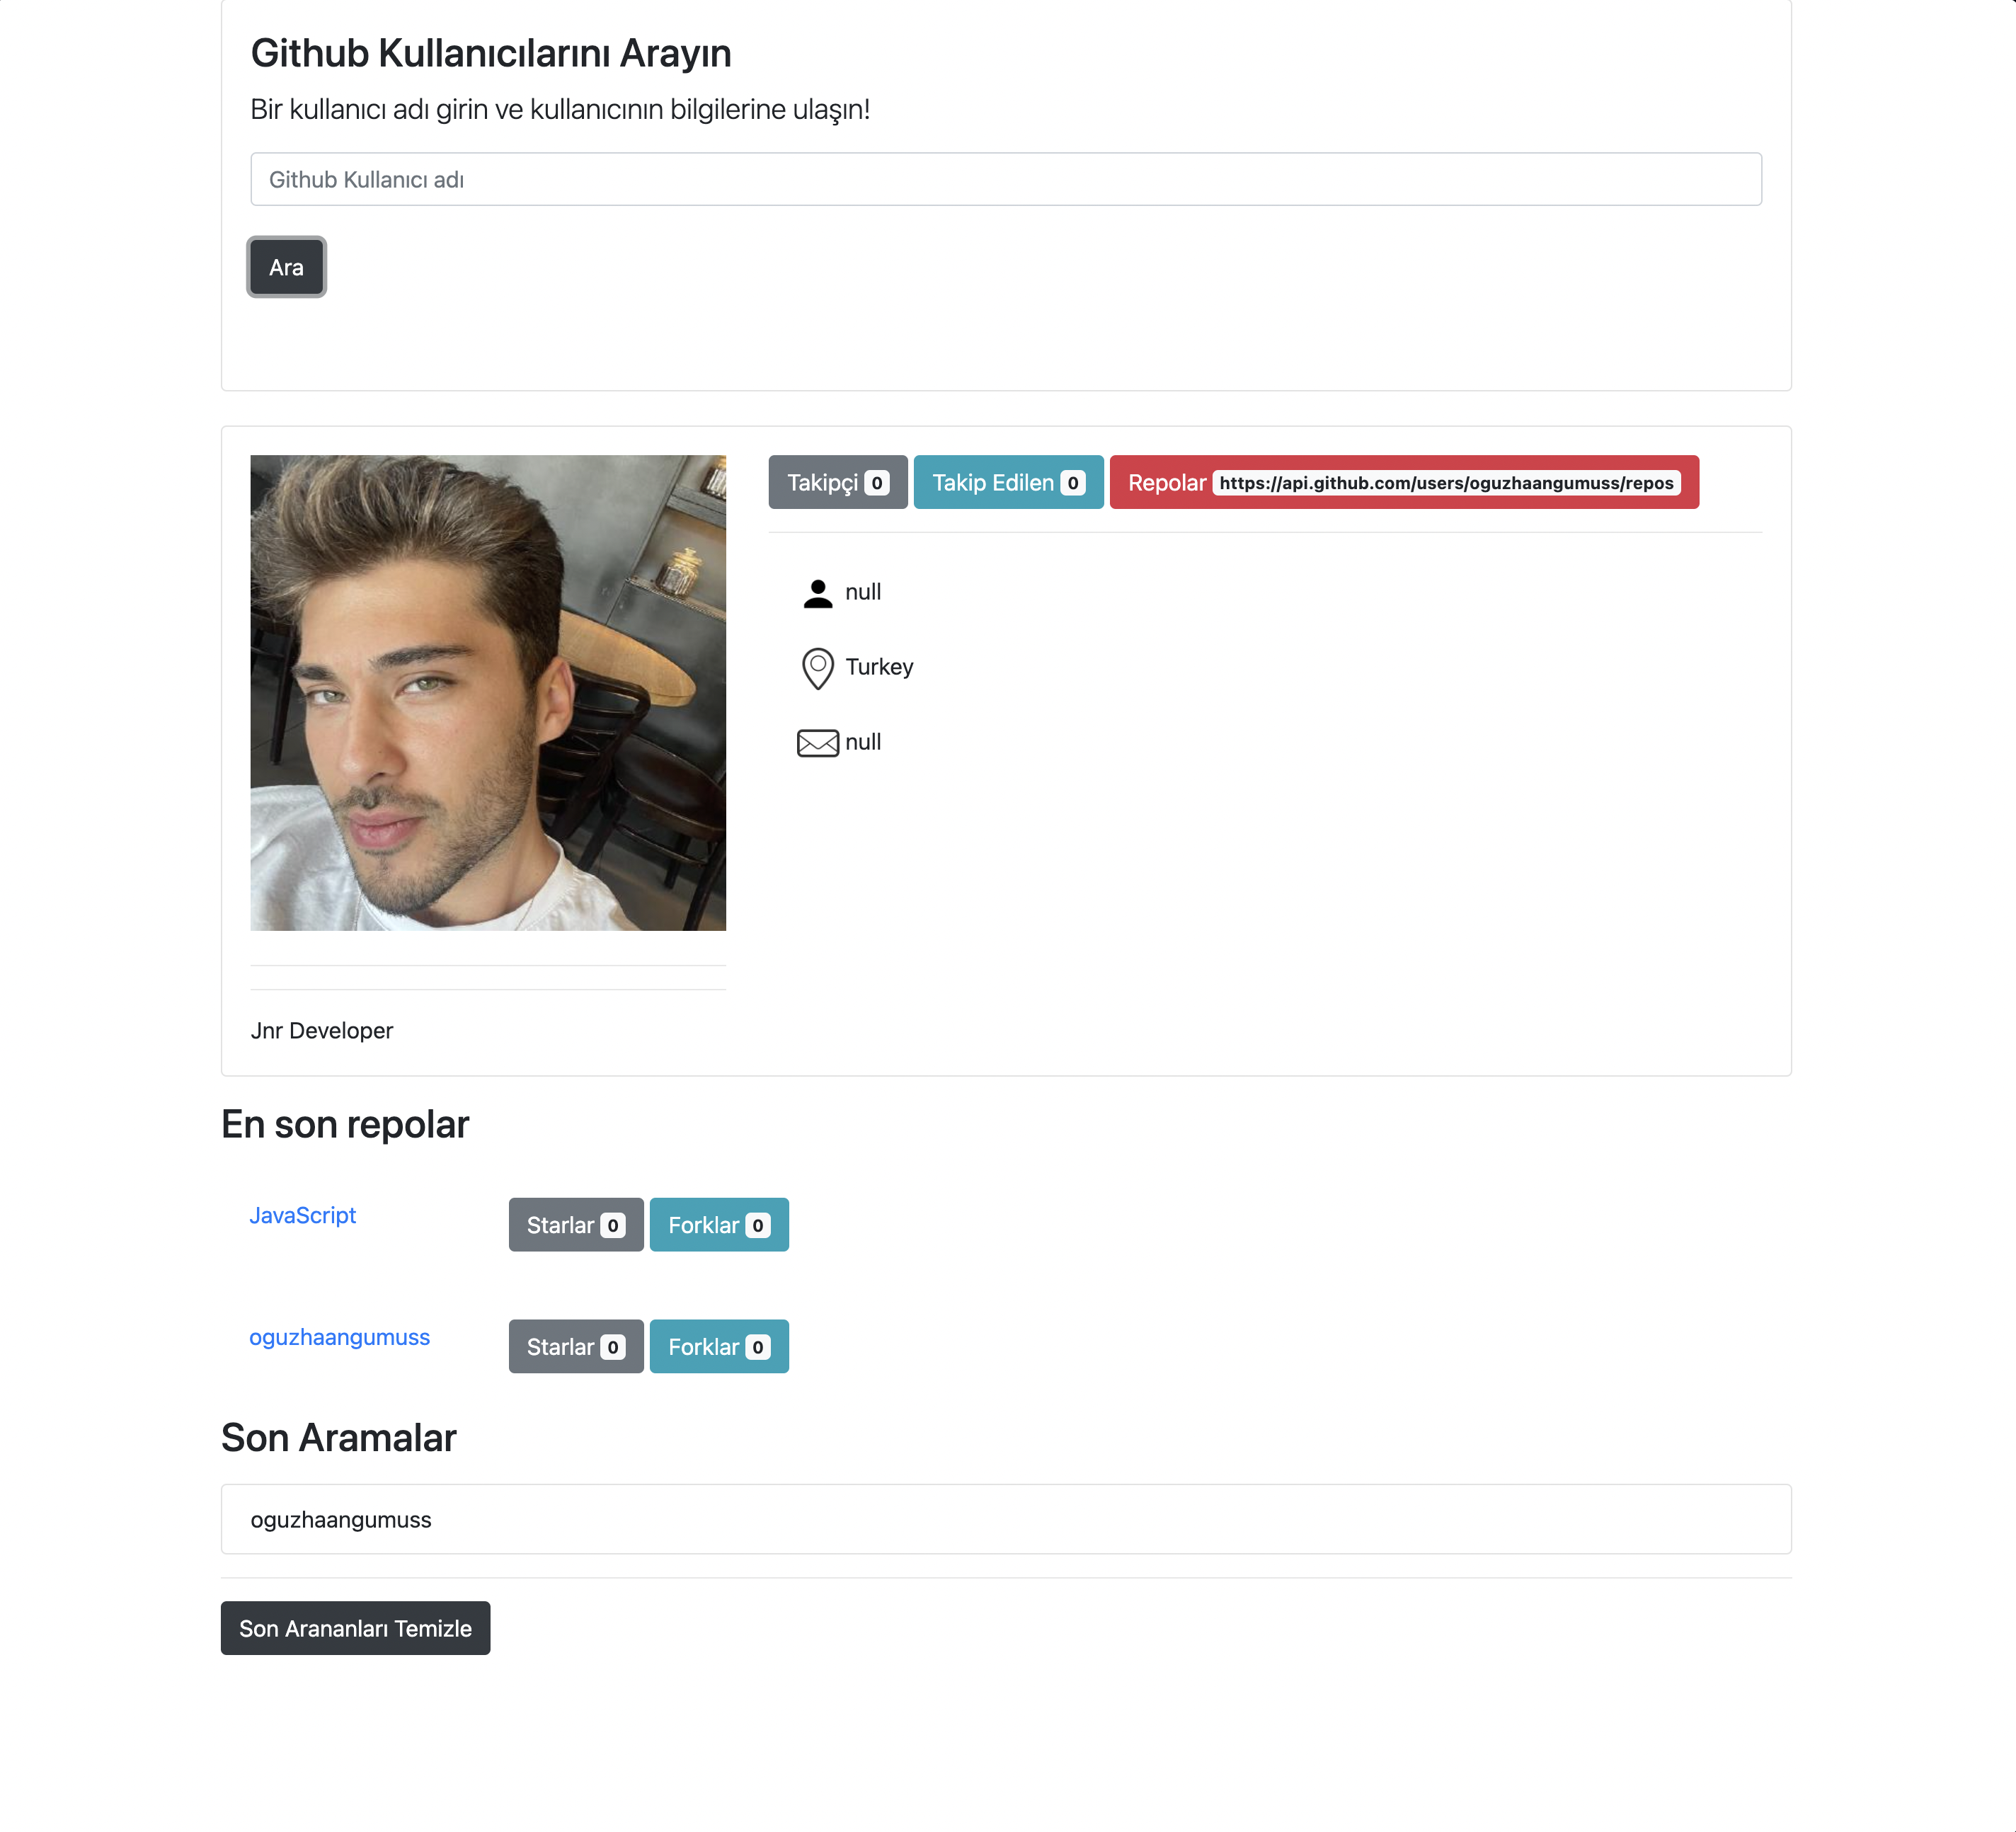 Github Kullanıcılarını Arayın
Bir kullanıcı adı girin ve kullanıcının bilgilerine ulaşın!
Github Kullanıcı adı
Ara
Takipçi 0 Takip Edilen 0 Repolar https://api.github.com/users/oguzhaangumuss/repos
null
Turkey
null
Jnr Developer
En son repolar
JavaScript Starlar 0 Forklar 0
oguzhaangumuss Starlar 0 Forklar 0
Son Aramalar
oguzhaangumuss
Son Arananları Temizle